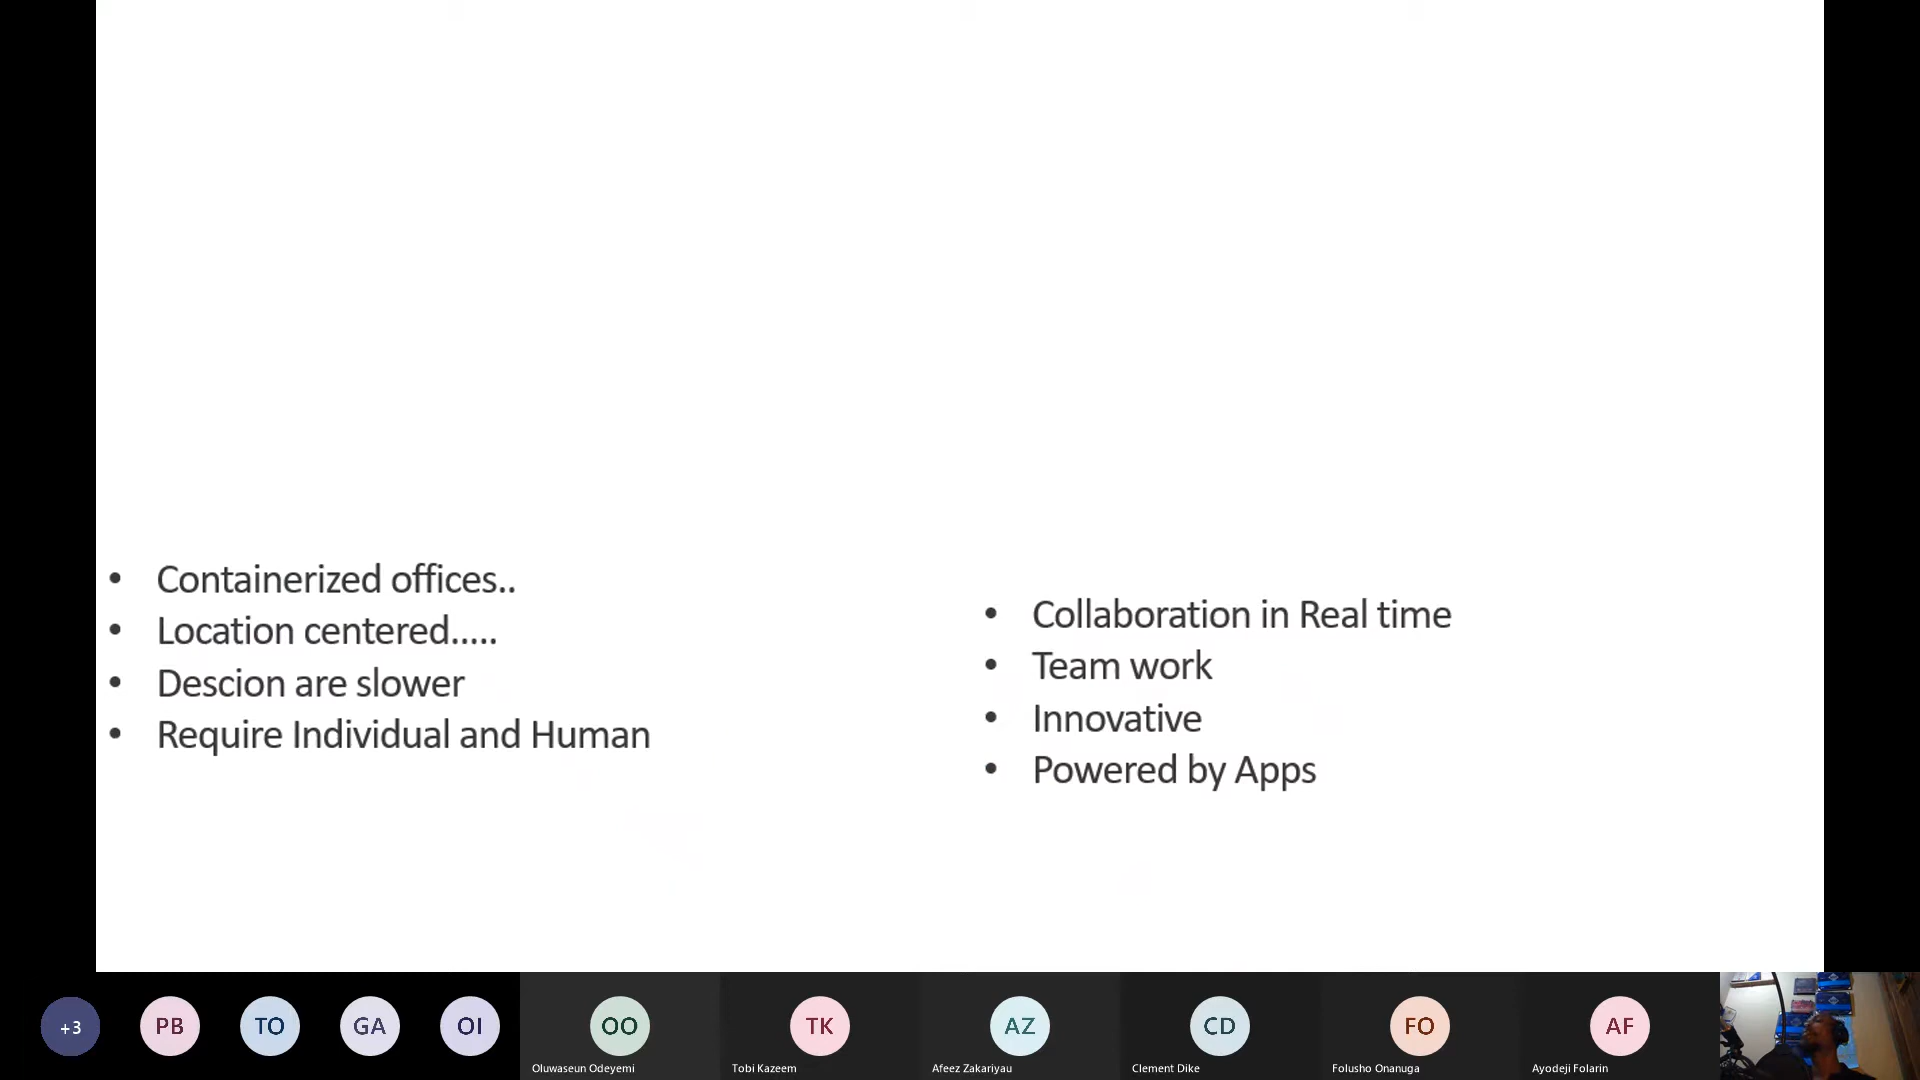 • Containerized offices..
• Location centered.....
• Descion are slower
• Require Individual and Human
• Collaboration in Real time
• Team work
• Innovative
• Powered by Apps
+3
PB
TO
GA
OI
OO
TK
AZ
CD
FO
AF
Oluwaseun Odeyemi
Tobi Kazeem
Afeez Zakariyau
Clement Dike
Folusho Onanuga
Ayodeji Folarin